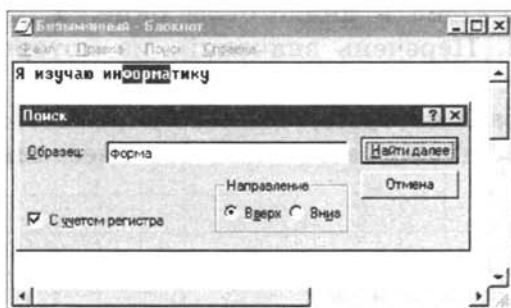 Безымянный - Блокнот
Файл Правка Поиск Справка
Я изучаю информатику
Поиск
Образец: форма
Найти далее
Направление
Отмена
С учетом регистра
Вверх Вниз